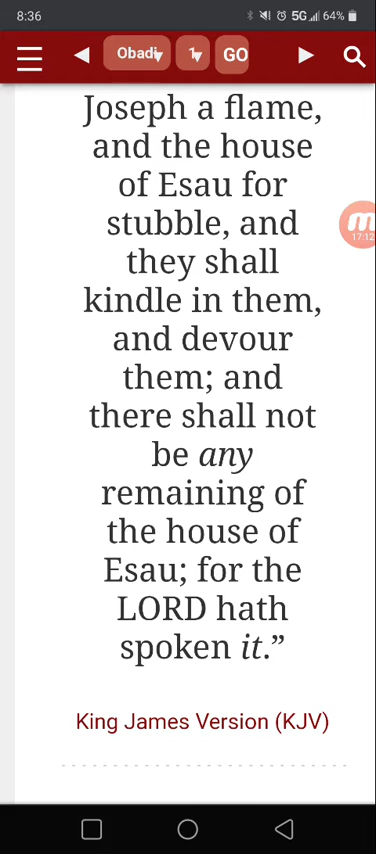 8:36 5G 64%
Obadi 1 GO
Joseph a flame,
and the house
of Esau for
stubble, and
they shall
kindle in them,
and devour
them; and
there shall not
be any
remaining of
the house of
Esau; for the
LORD hath
spoken it.”
17:12
King James Version (KJV)